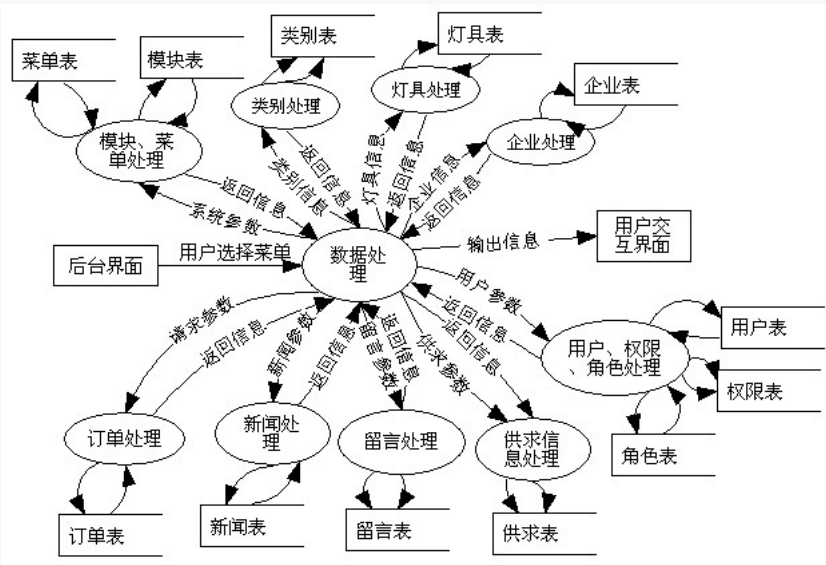 菜单表
模块表
类别表
灯具表
企业表
模块、菜
单处理
类别处理
灯具处理
企业处理
返回信息
系统参数
返回信息
类别信息
灯具信息
返回信息
企业信息
返回信息
后台界面
用户选择菜单
数据处
理
输出信息
用户交
互界面
请求参数
返回信息
新闻参数
返回信息
返回信息
留言参数
供求参数
返回信息
用户参数
返回信息
用户、权限
、角色处理
用户表
权限表
角色表
订单处理
新闻处
理
留言处理
供求信
息处理
订单表
新闻表
留言表
供求表